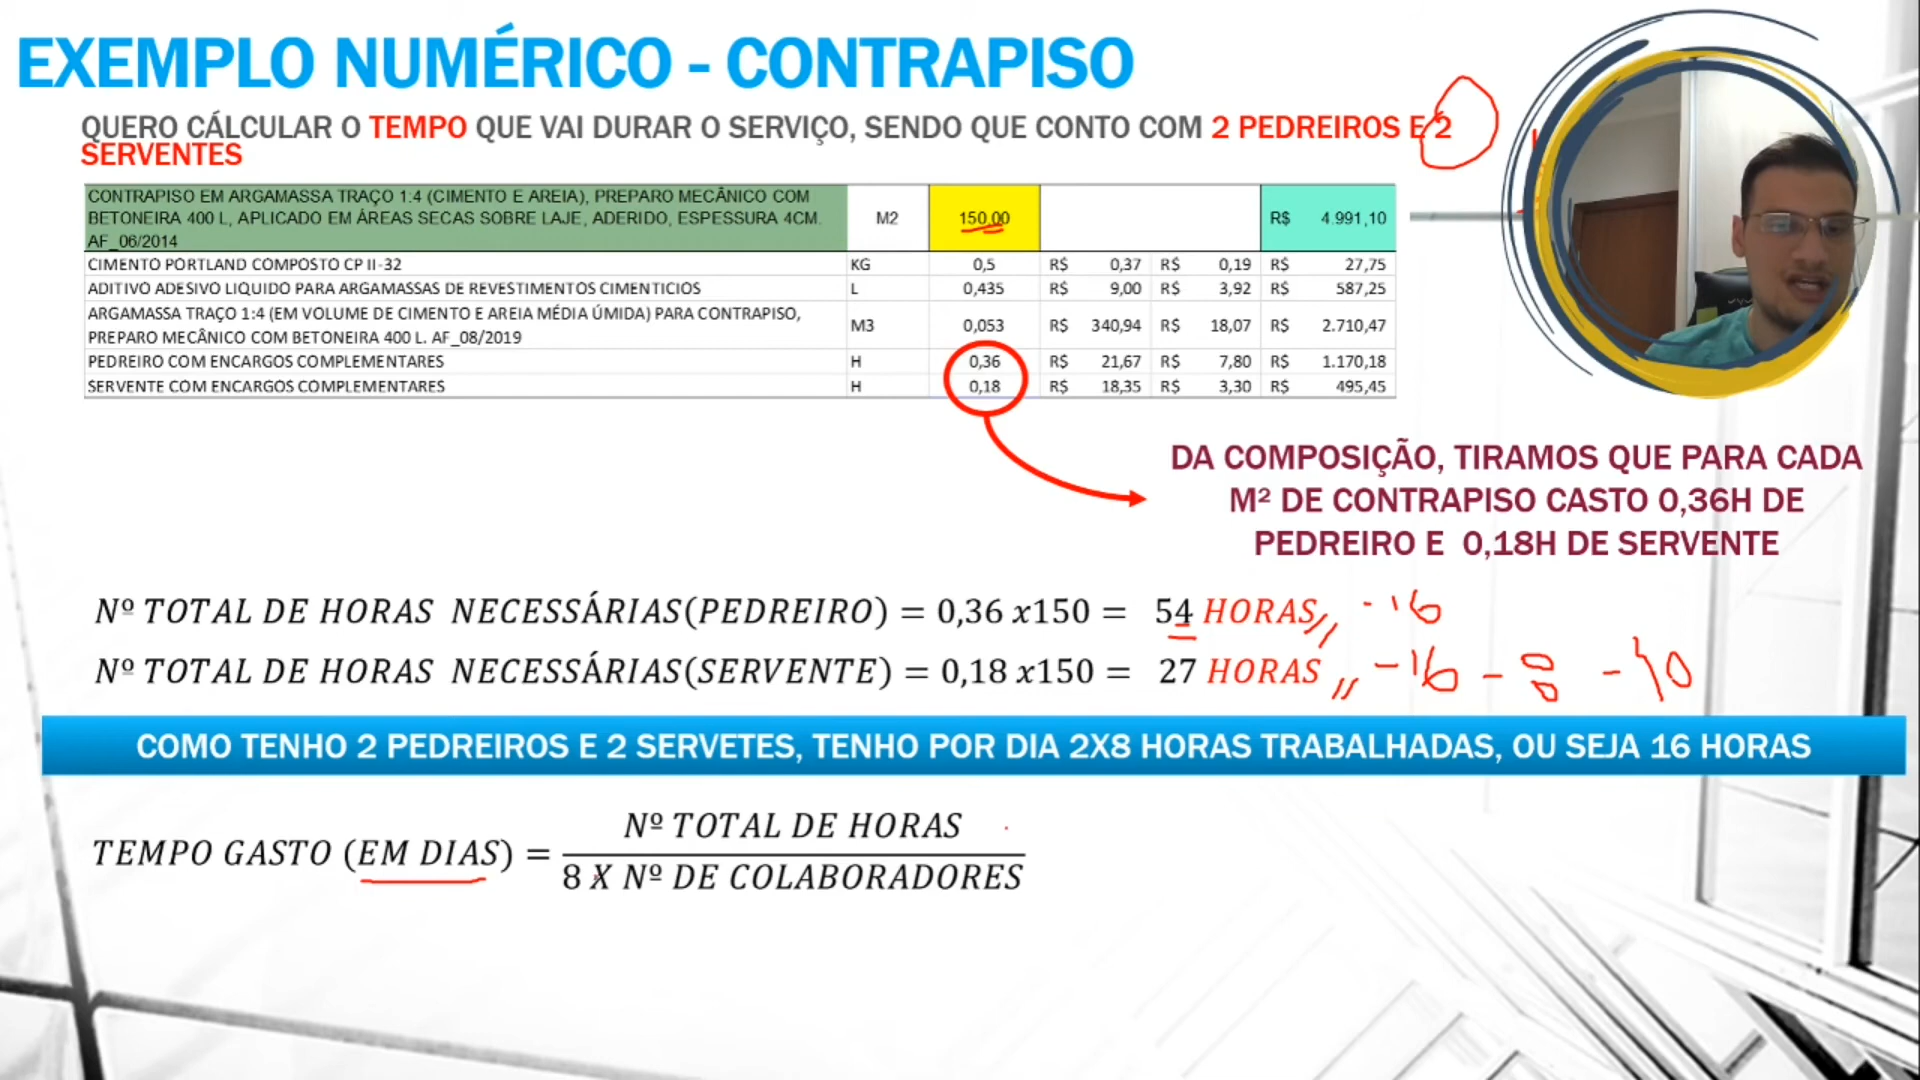 EXEMPLO NUMÉRICO - CONTRAPISO
QUERO CÁLCULAR O TEMPO QUE VAI DURAR O SERVIÇO, SENDO QUE CONTO COM 2 PEDREIROS E 2
SERVENTES
CONTRAPISO EM ARGAMASSA TRAÇO 1:4 (CIMENTO E AREIA), PREPARO MECÂNICO COM
BETONEIRA 400 L, APLICADO EM ÁREAS SECAS SOBRE LAJE, ADERIDO, ESPESSURA 4CM. M2 150,00 R$ 4.991,10
AF_06/2014
CIMENTO PORTLAND COMPOSTO CP II-32 KG 0,5 R$ 0,37 R$ 0,19 R$ 27,75
ADITIVO ADESIVO LIQUIDO PARA ARGAMASSAS DE REVESTIMENTOS CIMENTICIOS L 0,435 R$ 9,00 R$ 3,92 R$ 587,25
ARGAMASSA TRAÇO 1:4 (EM VOLUME DE CIMENTO E AREIA MÉDIA ÚMIDA) PARA CONTRAPISO, M3 0,053 R$ 340,94 R$ 18,07 R$ 2.710,47
PREPARO MECÂNICO COM BETONEIRA 400 L. AF_08/2019
PEDREIRO COM ENCARGOS COMPLEMENTARES H 0,36 R$ 21,67 R$ 7,80 R$ 1.170,18
SERVENTE COM ENCARGOS COMPLEMENTARES H 0,18 R$ 18,35 R$ 3,30 R$ 495,45
DA COMPOSIÇÃO, TIRAMOS QUE PARA CADA
M² DE CONTRAPISO CASTO 0,36H DE
PEDREIRO E 0,18H DE SERVENTE
Nº TOTAL DE HORAS NECESSÁRIAS(PEDREIRO) = 0,36 x150 = 54 HORAS // - 16
Nº TOTAL DE HORAS NECESSÁRIAS(SERVENTE) = 0,18 x150 = 27 HORAS // - 16 - 8 - 10
COMO TENHO 2 PEDREIROS E 2 SERVETES, TENHO POR DIA 2X8 HORAS TRABALHADAS, OU SEJA 16 HORAS
TEMPO GASTO (EM DIAS) = Nº TOTAL DE HORAS
8 X Nº DE COLABORADORES